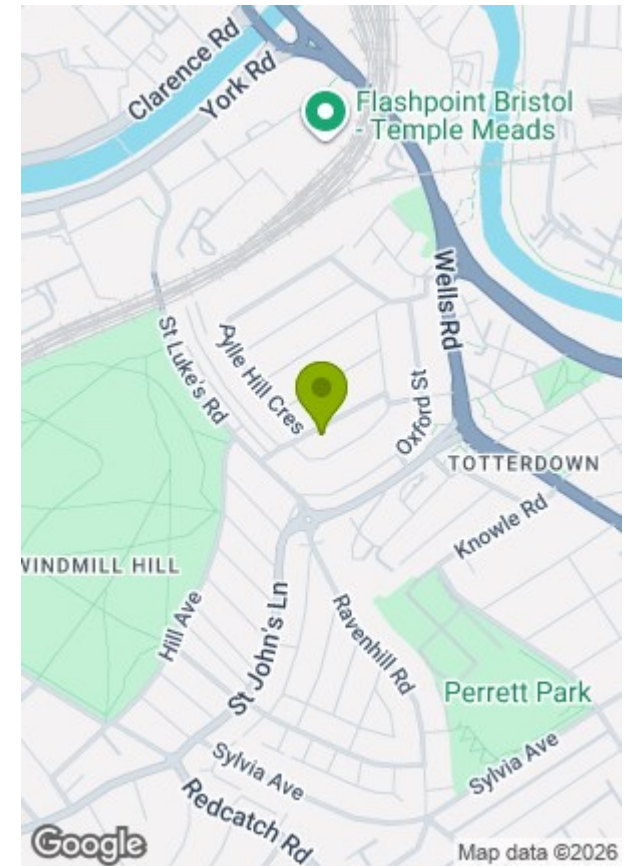 Clarence Rd
York Rd
Flashpoint Bristol
- Temple Meads
Wells Rd
St Luke's Rd
Aylle Hill Cres
Oxford St
TOTTERDOWN
Knowle Rd
WINDMILL HILL
Hill Ave
St John's Ln
Ravenhill Rd
Perrett Park
Sylvia Ave
Sylvia Ave
Redcatch Rd
Google
Map data ©2026